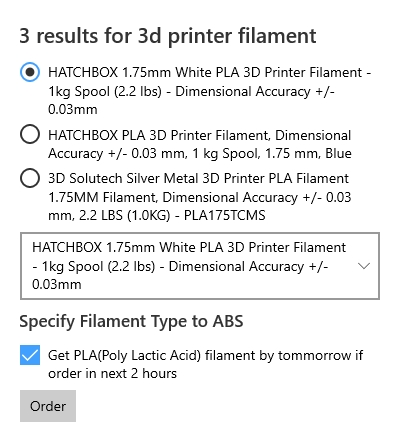 3 results for 3d printer filament
HATCHBOX 1.75mm White PLA 3D Printer Filament -
1kg Spool (2.2 lbs) - Dimensional Accuracy +/-
0.03mm
HATCHBOX PLA 3D Printer Filament, Dimensional
Accuracy +/- 0.03 mm, 1 kg Spool, 1.75 mm, Blue
3D Solutech Silver Metal 3D Printer PLA Filament
1.75MM Filament, Dimensional Accuracy +/- 0.03
mm, 2.2 LBS (1.0KG) - PLA175TCMS
HATCHBOX 1.75mm White PLA 3D Printer Filament
- 1kg Spool (2.2 lbs) - Dimensional Accuracy +/-
0.03mm
Specify Filament Type to ABS
Get PLA(Poly Lactic Acid) filament by tommorrow if
order in next 2 hours
Order